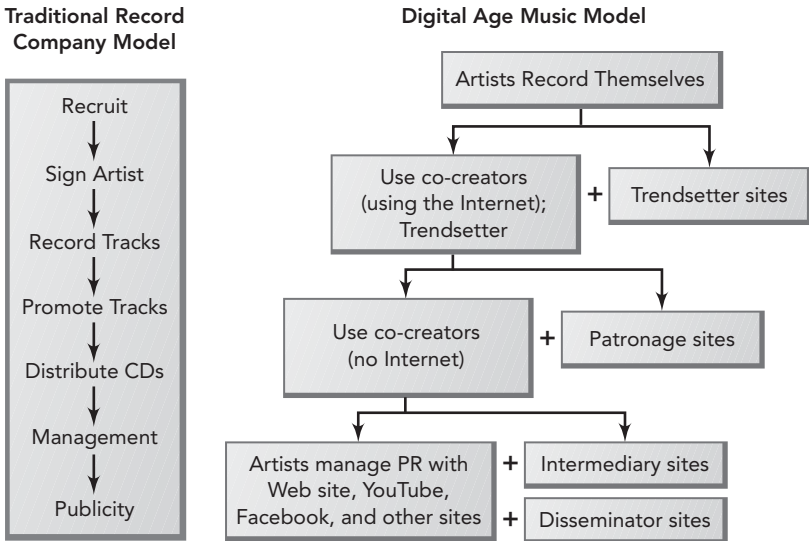 Traditional Record
Company Model
Recruit
Sign Artist
Record Tracks
Promote Tracks
Distribute CDs
Management
Publicity
Digital Age Music Model
Artists Record Themselves
Use co-creators
(using the Internet);
Trendsetter
+
Trendsetter sites
Use co-creators
(no Internet)
+
Patronage sites
Artists manage PR with
Web site, YouTube,
Facebook, and other sites
+
Intermediary sites
+
Disseminator sites